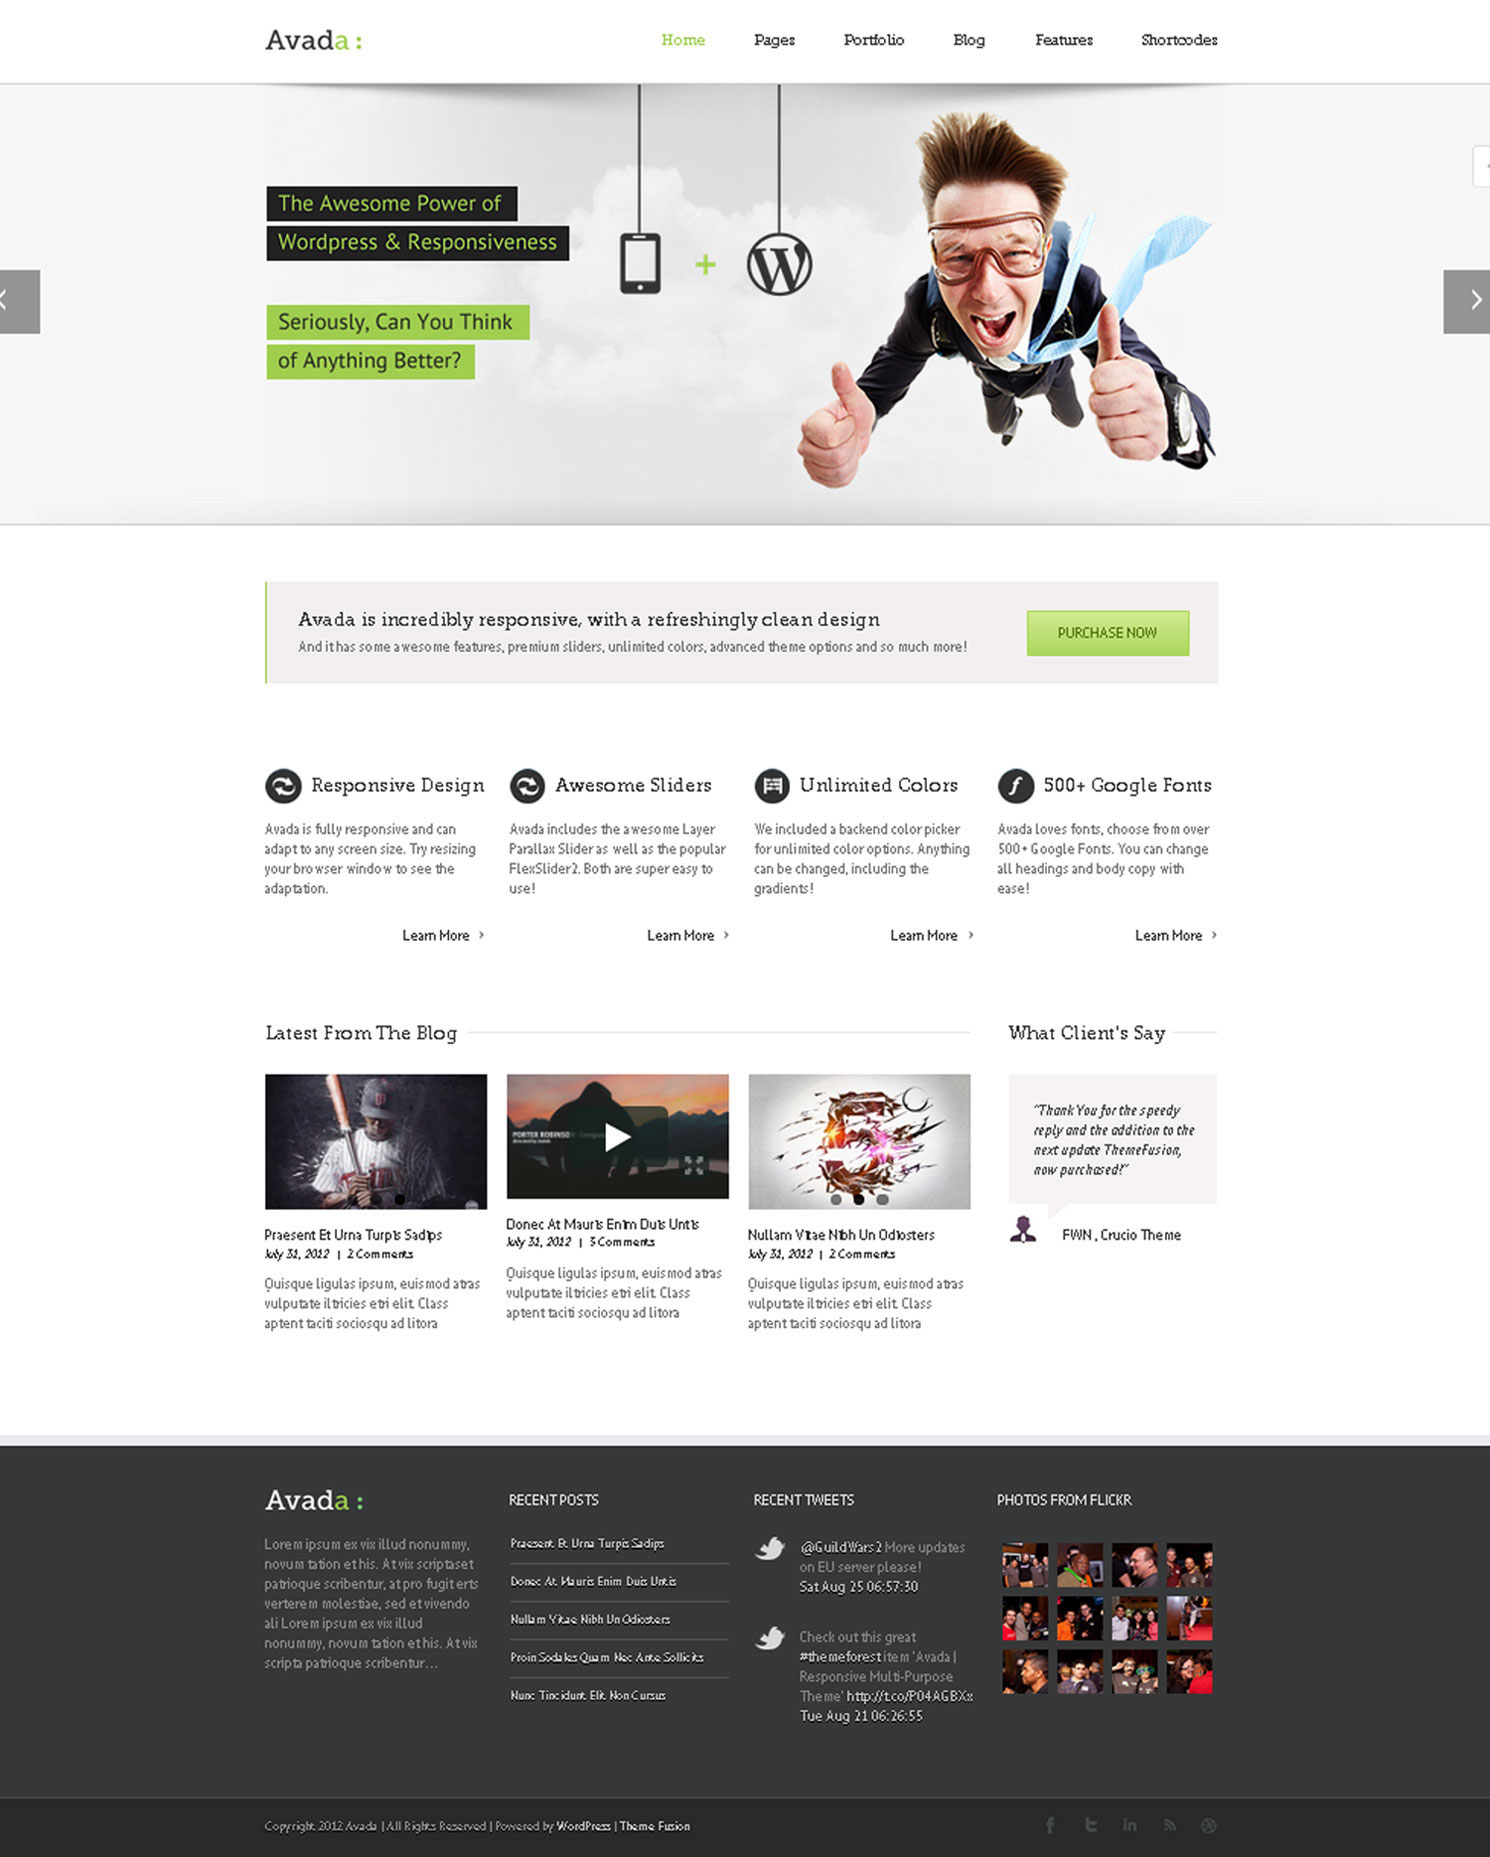 Avada :
Home Pages Portfolio Blog Features Shortcodes
The Awesome Power of
Wordpress & Responsiveness
Seriously, Can You Think
of Anything Better?
Avada is incredibly responsive, with a refreshingly clean design
And it has some awesome features, premium sliders, unlimited colors, advanced theme options and so much more!
PURCHASE NOW
Responsive Design
Avada is fully responsive and can
adapt to any screen size. Try resizing
your browser window to see the
adaptation.
Learn More
Awesome Sliders
Avada includes the awesome Layer
Parallax Slider as well as the popular
FlexSlider2. Both are super easy to
use!
Learn More
Unlimited Colors
We included a backend color picker
for unlimited color options. Anything
can be changed, including the
gradients!
Learn More
500+ Google Fonts
Avada loves fonts, choose from over
500+ Google Fonts. You can change
all headings and body copy with
ease!
Learn More
Latest From The Blog
Praesent Et Urna Turpis Sadips
July 31, 2012 | 2 Comments
Quisque ligulas ipsum, euismod atras
vulputate iltricies etri elit. Class
aptent taciti sociosqu ad litora
PORTER ROBINSON - Language
Donec At Mauris Enim Duis Untis
July 31, 2012 | 3 Comments
Quisque ligulas ipsum, euismod atras
vulputate iltricies etri elit. Class
aptent taciti sociosqu ad litora
Nullam Vitae Nibh Un Odiosters
July 31, 2012 | 2 Comments
Quisque ligulas ipsum, euismod atras
vulputate iltricies etri elit. Class
aptent taciti sociosqu ad litora
What Client's Say
"Thank You for the speedy
reply and the addition to the
next update ThemeFusion,
now purchased!"
FWN , Crucio Theme
Avada :
Lorem ipsum ex vix illud nonummy,
novum tation et his. At vix scriptaset
patrioque scribentur, at pro fugit erts
verterem molestiae, sed et vivendo
ali Lorem ipsum ex vix illud
nonummy, novum tation et his. At vix
scripta patrioque scribentur...
RECENT POSTS
Praesent Et Urna Turpis Sadips
Donec At Mauris Enim Duis Untis
Nullam Vitae Nibh Un Odiosters
Proin Sodales Quam Nec Ante Sollicits
Nunc Tincidunt Elit Non Cursus
RECENT TWEETS
@GuildWars2 More updates
on EU server please!
Sat Aug 25 06:57:30
Check out this great
#themeforest item 'Avada |
Responsive Multi-Purpose
Theme' http://t.co/P04AGBXx
Tue Aug 21 06:26:55
PHOTOS FROM FLICKR
Copyright 2012 Avada | All Rights Reserved | Powered by WordPress | Theme Fusion